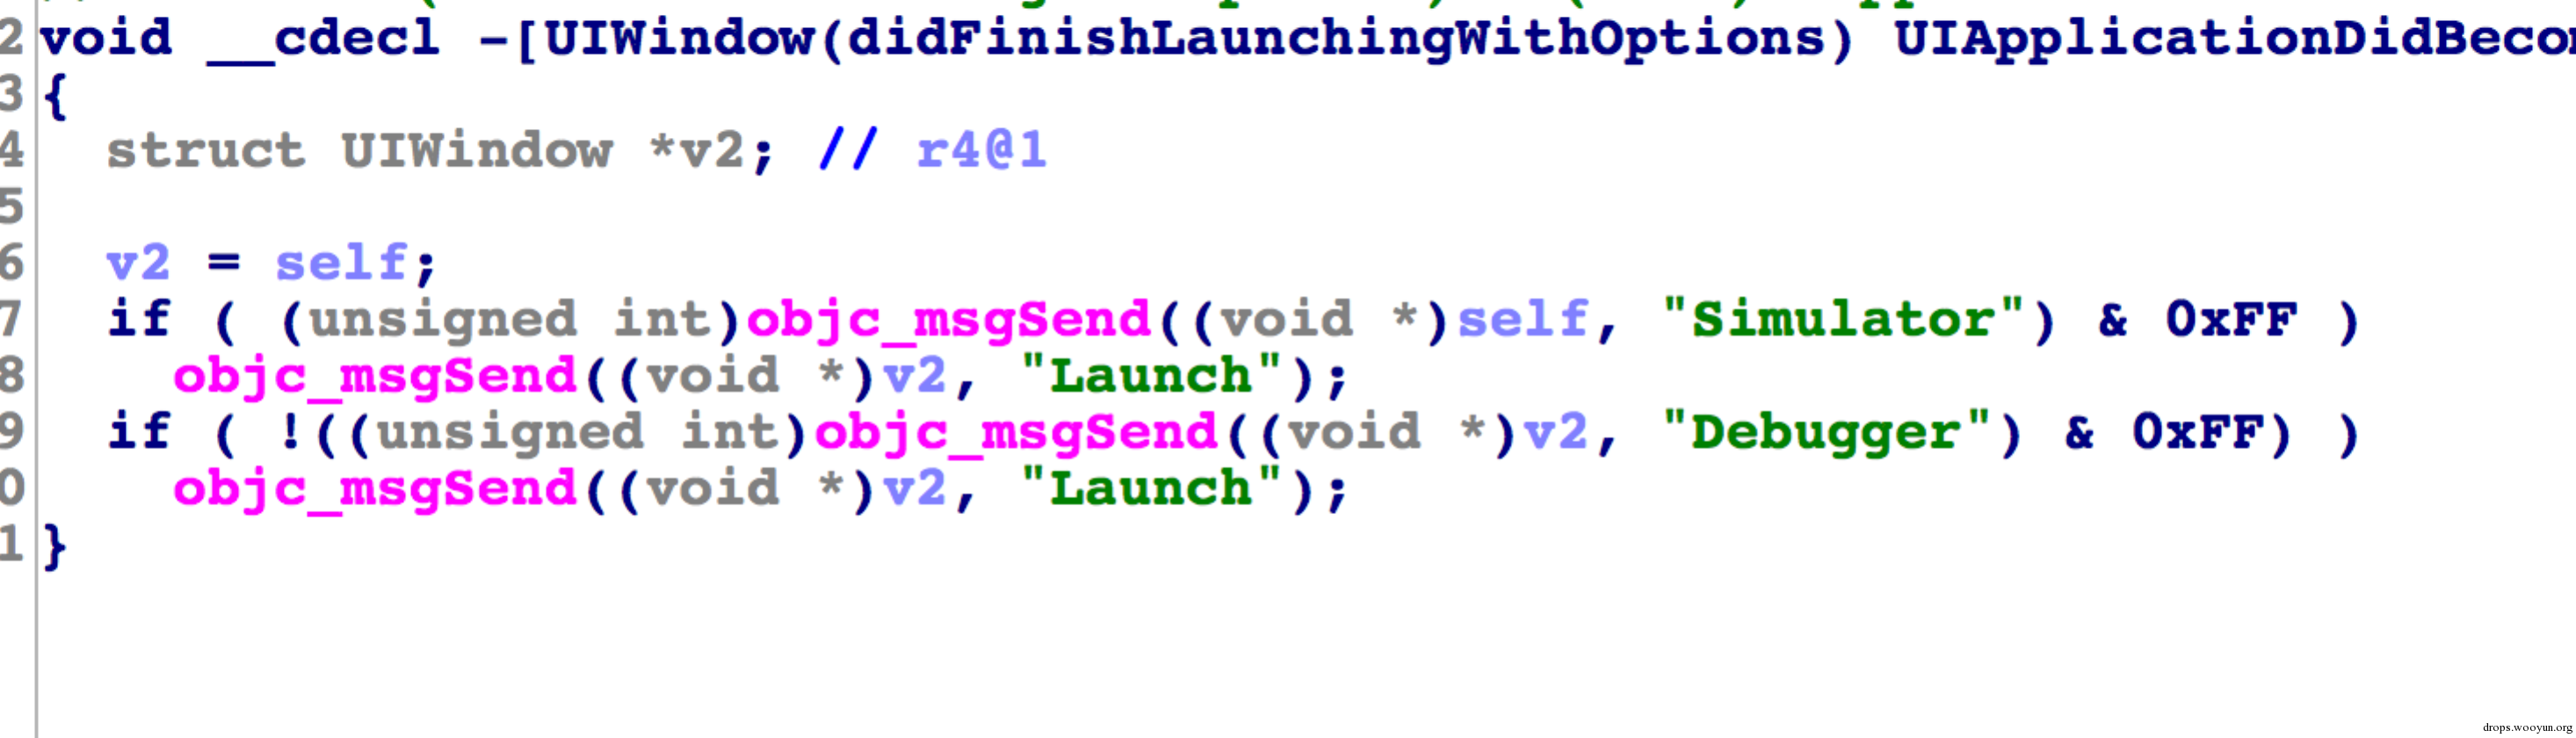 2 void __cdecl -[UIWindow(didFinishLaunchingWithOptions) UIApplicationDidBeco
3 {
4 struct UIWindow *v2; // r4@1
5
6 v2 = self;
7 if ( (unsigned int)objc_msgSend((void *)self, "Simulator") & 0xFF )
8 objc_msgSend((void *)v2, "Launch");
9 if ( !((unsigned int)objc_msgSend((void *)v2, "Debugger") & 0xFF) )
0 objc_msgSend((void *)v2, "Launch");
1 }
drops.wooyun.org